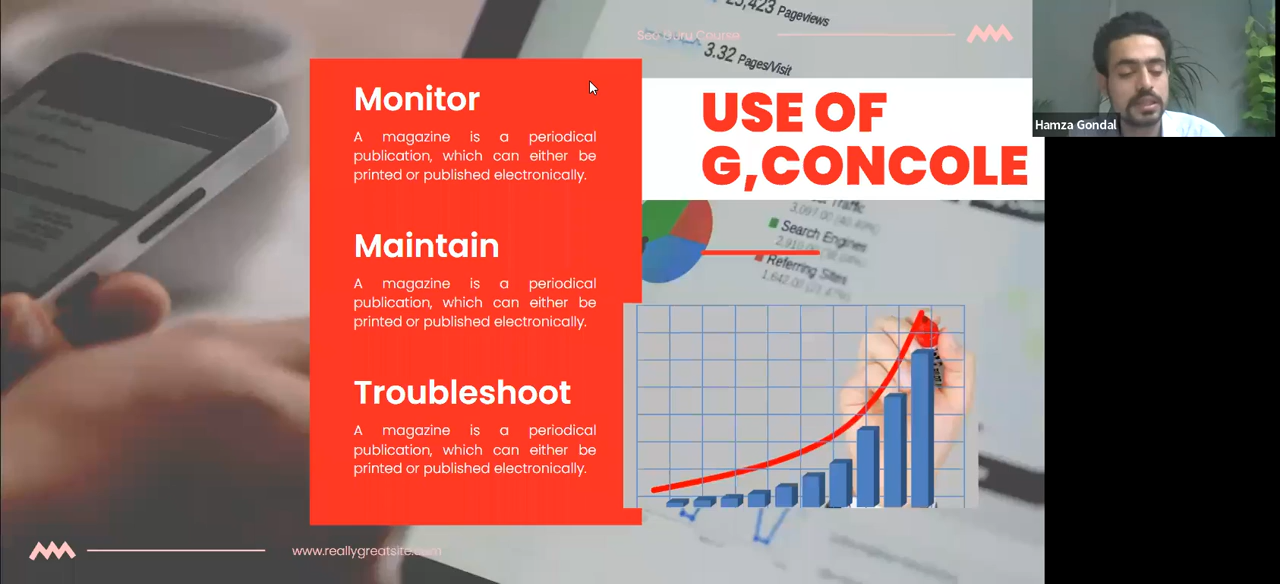 23,423 Pageviews
Seo Guru Course
3.32 Pages/Visit
Hamza Gondal
USE OF
G,CONCOLE
Monitor
A magazine is a periodical
publication, which can either be
printed or published electronically.
Maintain
A magazine is a periodical
publication, which can either be
printed or published electronically.
Troubleshoot
A magazine is a periodical
publication, which can either be
printed or published electronically.
Traffic
Search Engines
Referring Sites
www.reallygreatsite.com